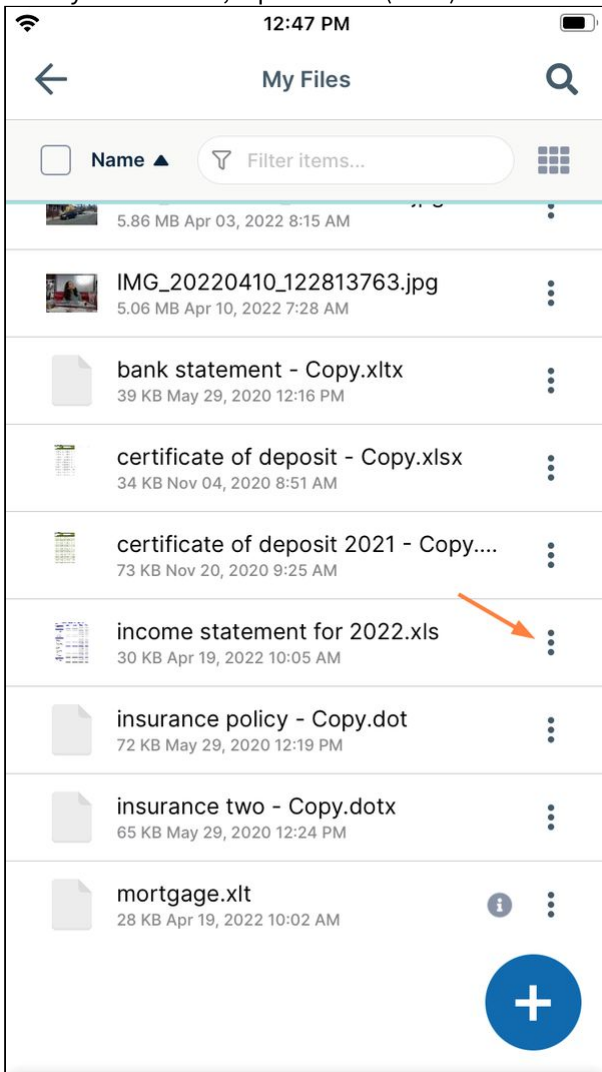 12:47 PM
My Files
Name ▲ Filter items...
5.86 MB Apr 03, 2022 8:15 AM
IMG_20220410_122813763.jpg
5.06 MB Apr 10, 2022 7:28 AM
bank statement - Copy.xltx
39 KB May 29, 2020 12:16 PM
certificate of deposit - Copy.xlsx
34 KB Nov 04, 2020 8:51 AM
certificate of deposit 2021 - Copy....
73 KB Nov 20, 2020 9:25 AM
income statement for 2022.xls
30 KB Apr 19, 2022 10:05 AM
insurance policy - Copy.dot
72 KB May 29, 2020 12:19 PM
insurance two - Copy.dotx
65 KB May 29, 2020 12:24 PM
mortgage.xlt
28 KB Apr 19, 2022 10:02 AM